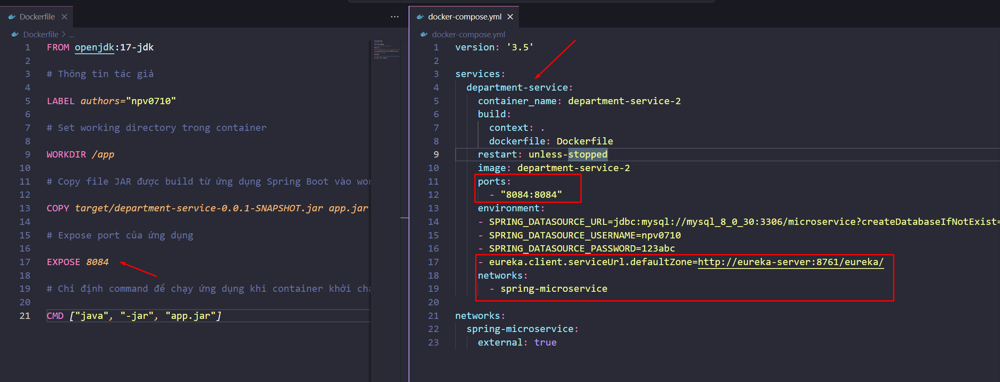 Dockerfile
Dockerfile > ...
1 FROM openjdk:17-jdk
2
3 # Thông tin tác giả
4
5 LABEL authors="npv0710"
6
7 # Set working directory trong container
8
9 WORKDIR /app
10
11 # Copy file JAR được build từ ứng dụng Spring Boot vào
12
13 COPY target/department-service-0.0.1-SNAPSHOT.jar app.jar
14
15 # Expose port của ứng dụng
16
17 EXPOSE 8084
18
19 # Chỉ định command để chạy ứng dụng khi container khởi
20
21 CMD ["java", "-jar", "app.jar"]
docker-compose.yml
docker-compose.yml
1 version: '3.5'
2
3 services:
4 department-service:
5 container_name: department-service-2
6 build:
7 context: .
8 dockerfile: Dockerfile
9 restart: unless-stopped
10 image: department-service-2
11 ports:
12 - "8084:8084"
13 environment:
14 - SPRING_DATASOURCE_URL=jdbc:mysql://mysql_8_0_30:3306/microservice?createDatabaseIfNotExist=
15 - SPRING_DATASOURCE_USERNAME=npv0710
16 - SPRING_DATASOURCE_PASSWORD=123abc
17 - eureka.client.serviceUrl.defaultZone=http://eureka-server:8761/eureka/
18 networks:
19 - spring-microservice
20
21 networks:
22 spring-microservice:
23 external: true